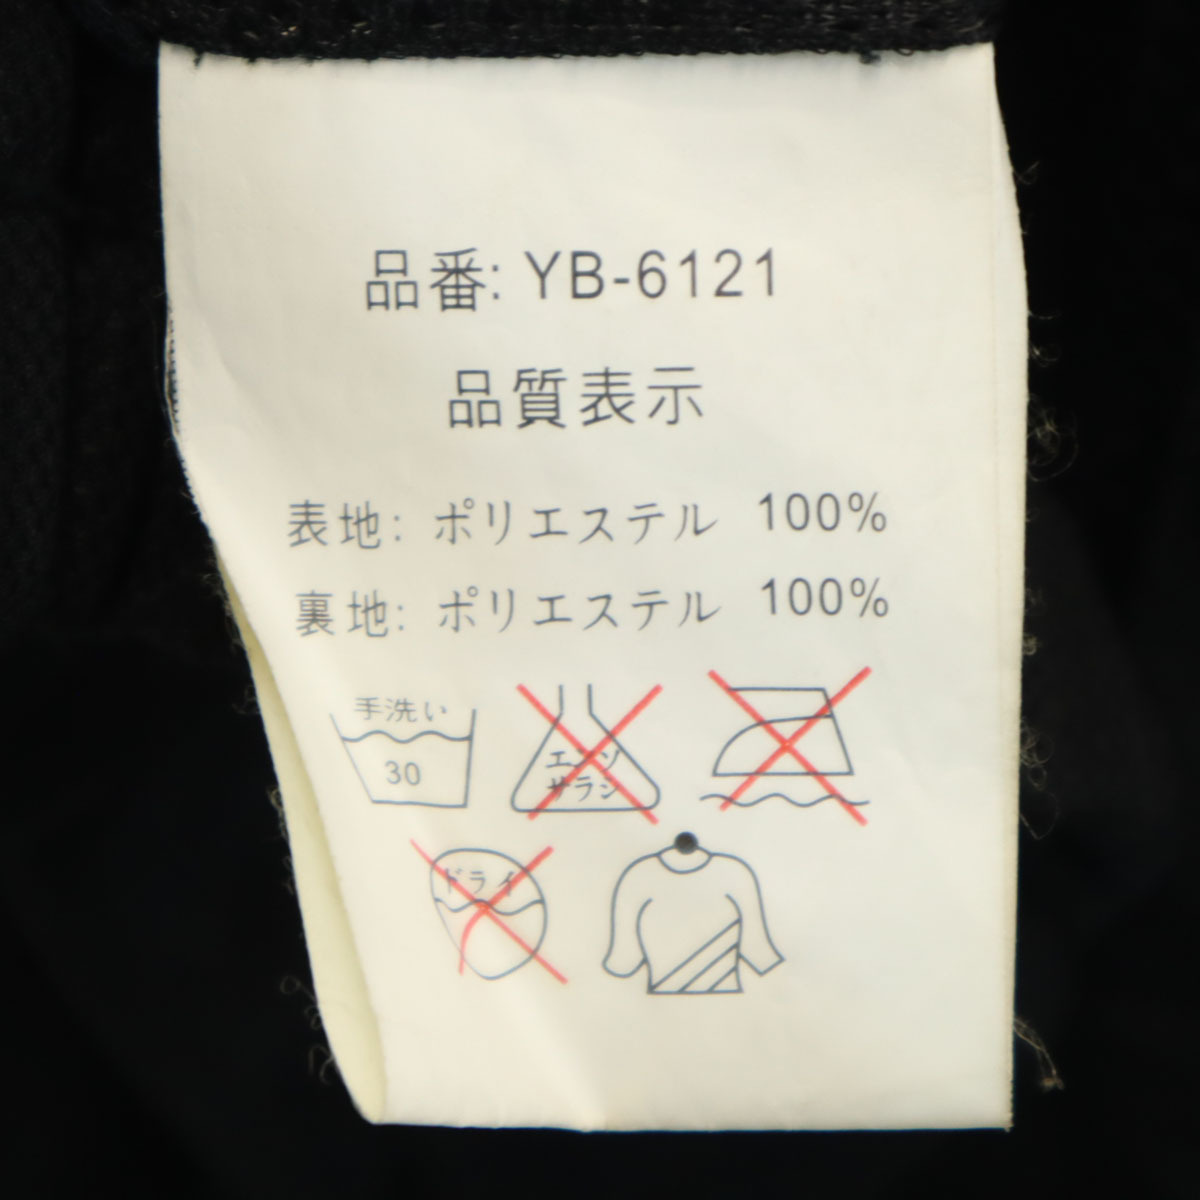 品番: YB-6121
品質表示
表地: ポリエステル 100%
裏地: ポリエステル 100%
手洗い
30
エンソ
サラシ
ドライ